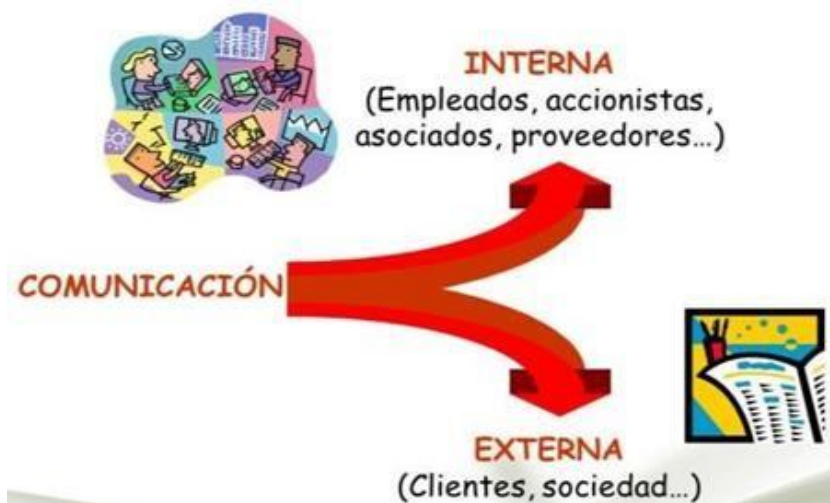 INTERNA
(Empleados, accionistas,
asociados, proveedores...)
COMUNICACIÓN
EXTERNA
(Clientes, sociedad...)